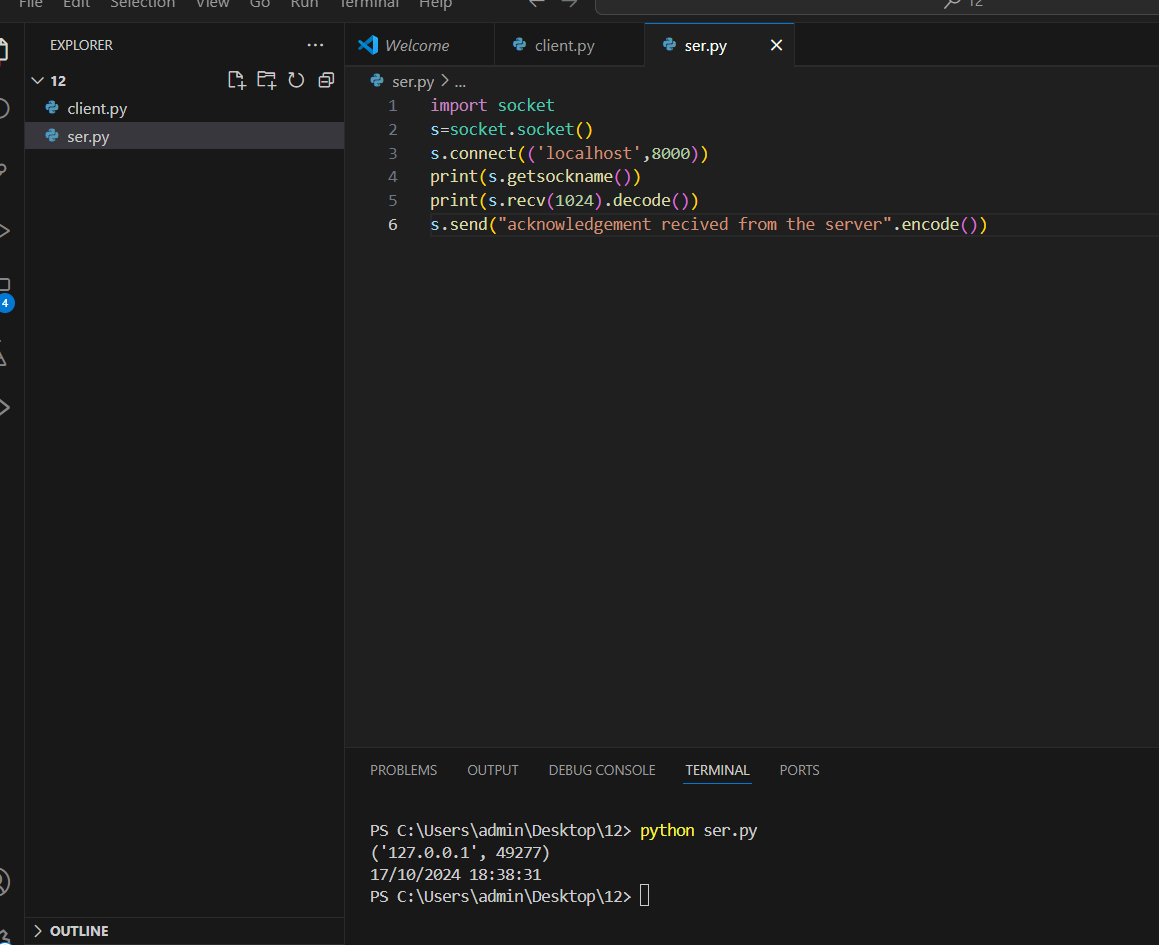 File Edit Selection View Go Run Terminal Help 12
EXPLORER
12
client.py
ser.py
4
OUTLINE
Welcome client.py ser.py
ser.py > ...
1 import socket
2 s=socket.socket()
3 s.connect(('localhost',8000))
4 print(s.getsockname())
5 print(s.recv(1024).decode())
6 s.send("acknowledgement recived from the server".encode())
PROBLEMS OUTPUT DEBUG CONSOLE TERMINAL PORTS
PS C:\Users\admin\Desktop\12> python ser.py
('127.0.0.1', 49277)
17/10/2024 18:38:31
PS C:\Users\admin\Desktop\12>